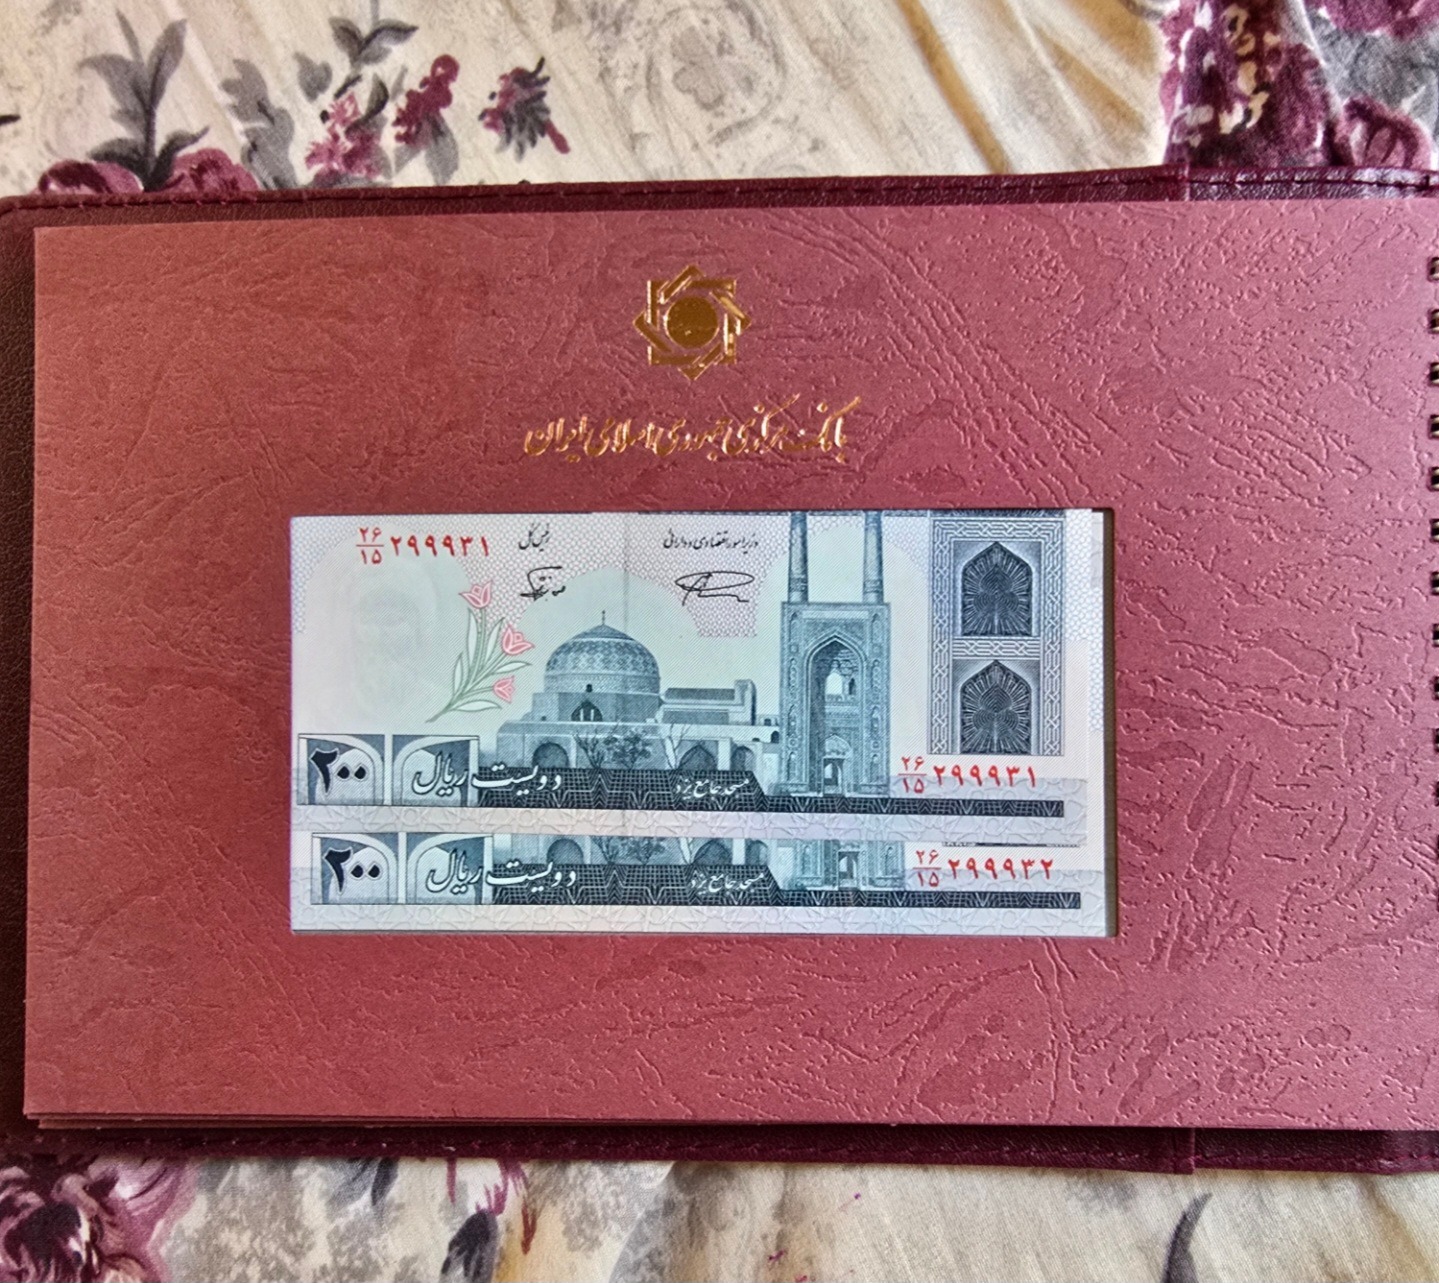 بانک مرکزی جمهوری اسلامی ایران
۲۶/۱۵ ۲۹۹۹۳۱
رئیس کل
وزیر امور اقتصادی و دارائی
۲۰۰ دویست ریال
مسجد جامع یزد
۲۶/۱۵ ۲۹۹۹۳۱
۲۰۰ دویست ریال
مسجد جامع یزد
۲۶/۱۵ ۲۹۹۹۳۲